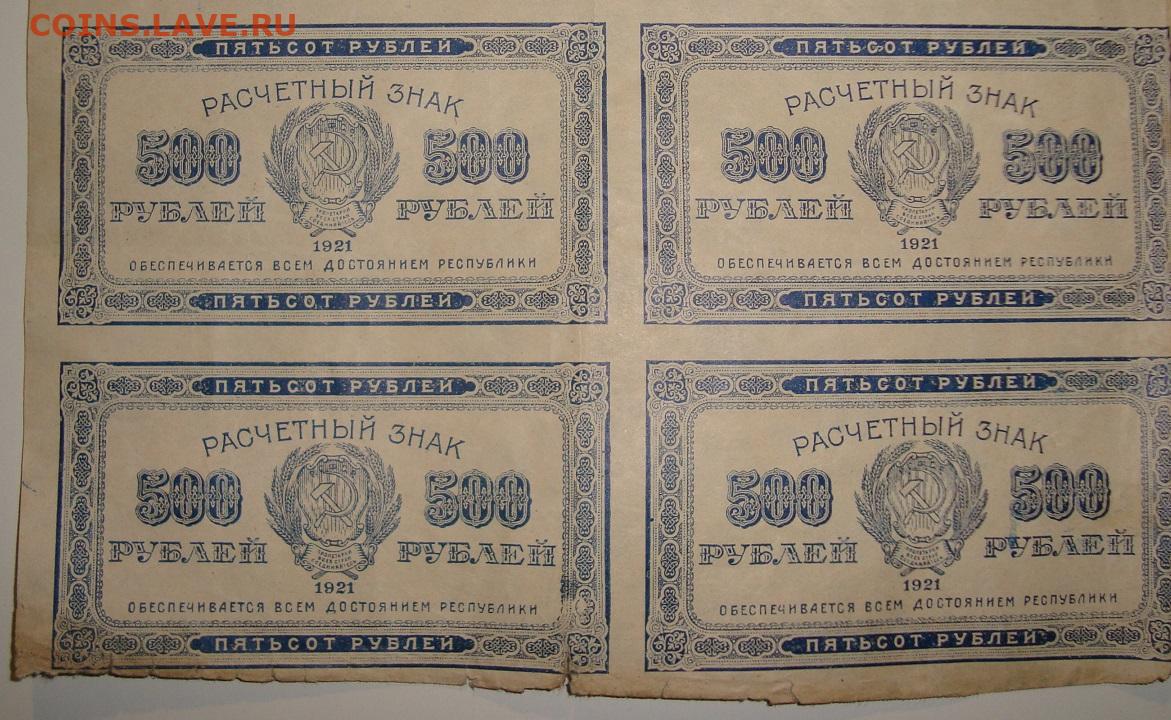 COINS.LAVE.RU
ПЯТЬСОТ РУБЛЕЙ
РАСЧЕТНЫЙ ЗНАК
500 500
РУБЛЕЙ РУБЛЕЙ
1921
ОБЕСПЕЧИВАЕТСЯ ВСЕМ ДОСТОЯНИЕМ РЕСПУБЛИКИ
ПЯТЬСОТ РУБЛЕЙ
ПЯТЬСОТ РУБЛЕЙ
РАСЧЕТНЫЙ ЗНАК
500 500
РУБЛЕЙ РУБЛЕЙ
1921
ОБЕСПЕЧИВАЕТСЯ ВСЕМ ДОСТОЯНИЕМ РЕСПУБЛИКИ
ПЯТЬСОТ РУБЛЕЙ
ПЯТЬСОТ РУБЛЕЙ
РАСЧЕТНЫЙ ЗНАК
500 500
РУБЛЕЙ РУБЛЕЙ
1921
ОБЕСПЕЧИВАЕТСЯ ВСЕМ ДОСТОЯНИЕМ РЕСПУБЛИКИ
ПЯТЬСОТ РУБЛЕЙ
ПЯТЬСОТ РУБЛЕЙ
РАСЧЕТНЫЙ ЗНАК
500 500
РУБЛЕЙ РУБЛЕЙ
1921
ОБЕСПЕЧИВАЕТСЯ ВСЕМ ДОСТОЯНИЕМ РЕСПУБЛИКИ
ПЯТЬСОТ РУБЛЕЙ